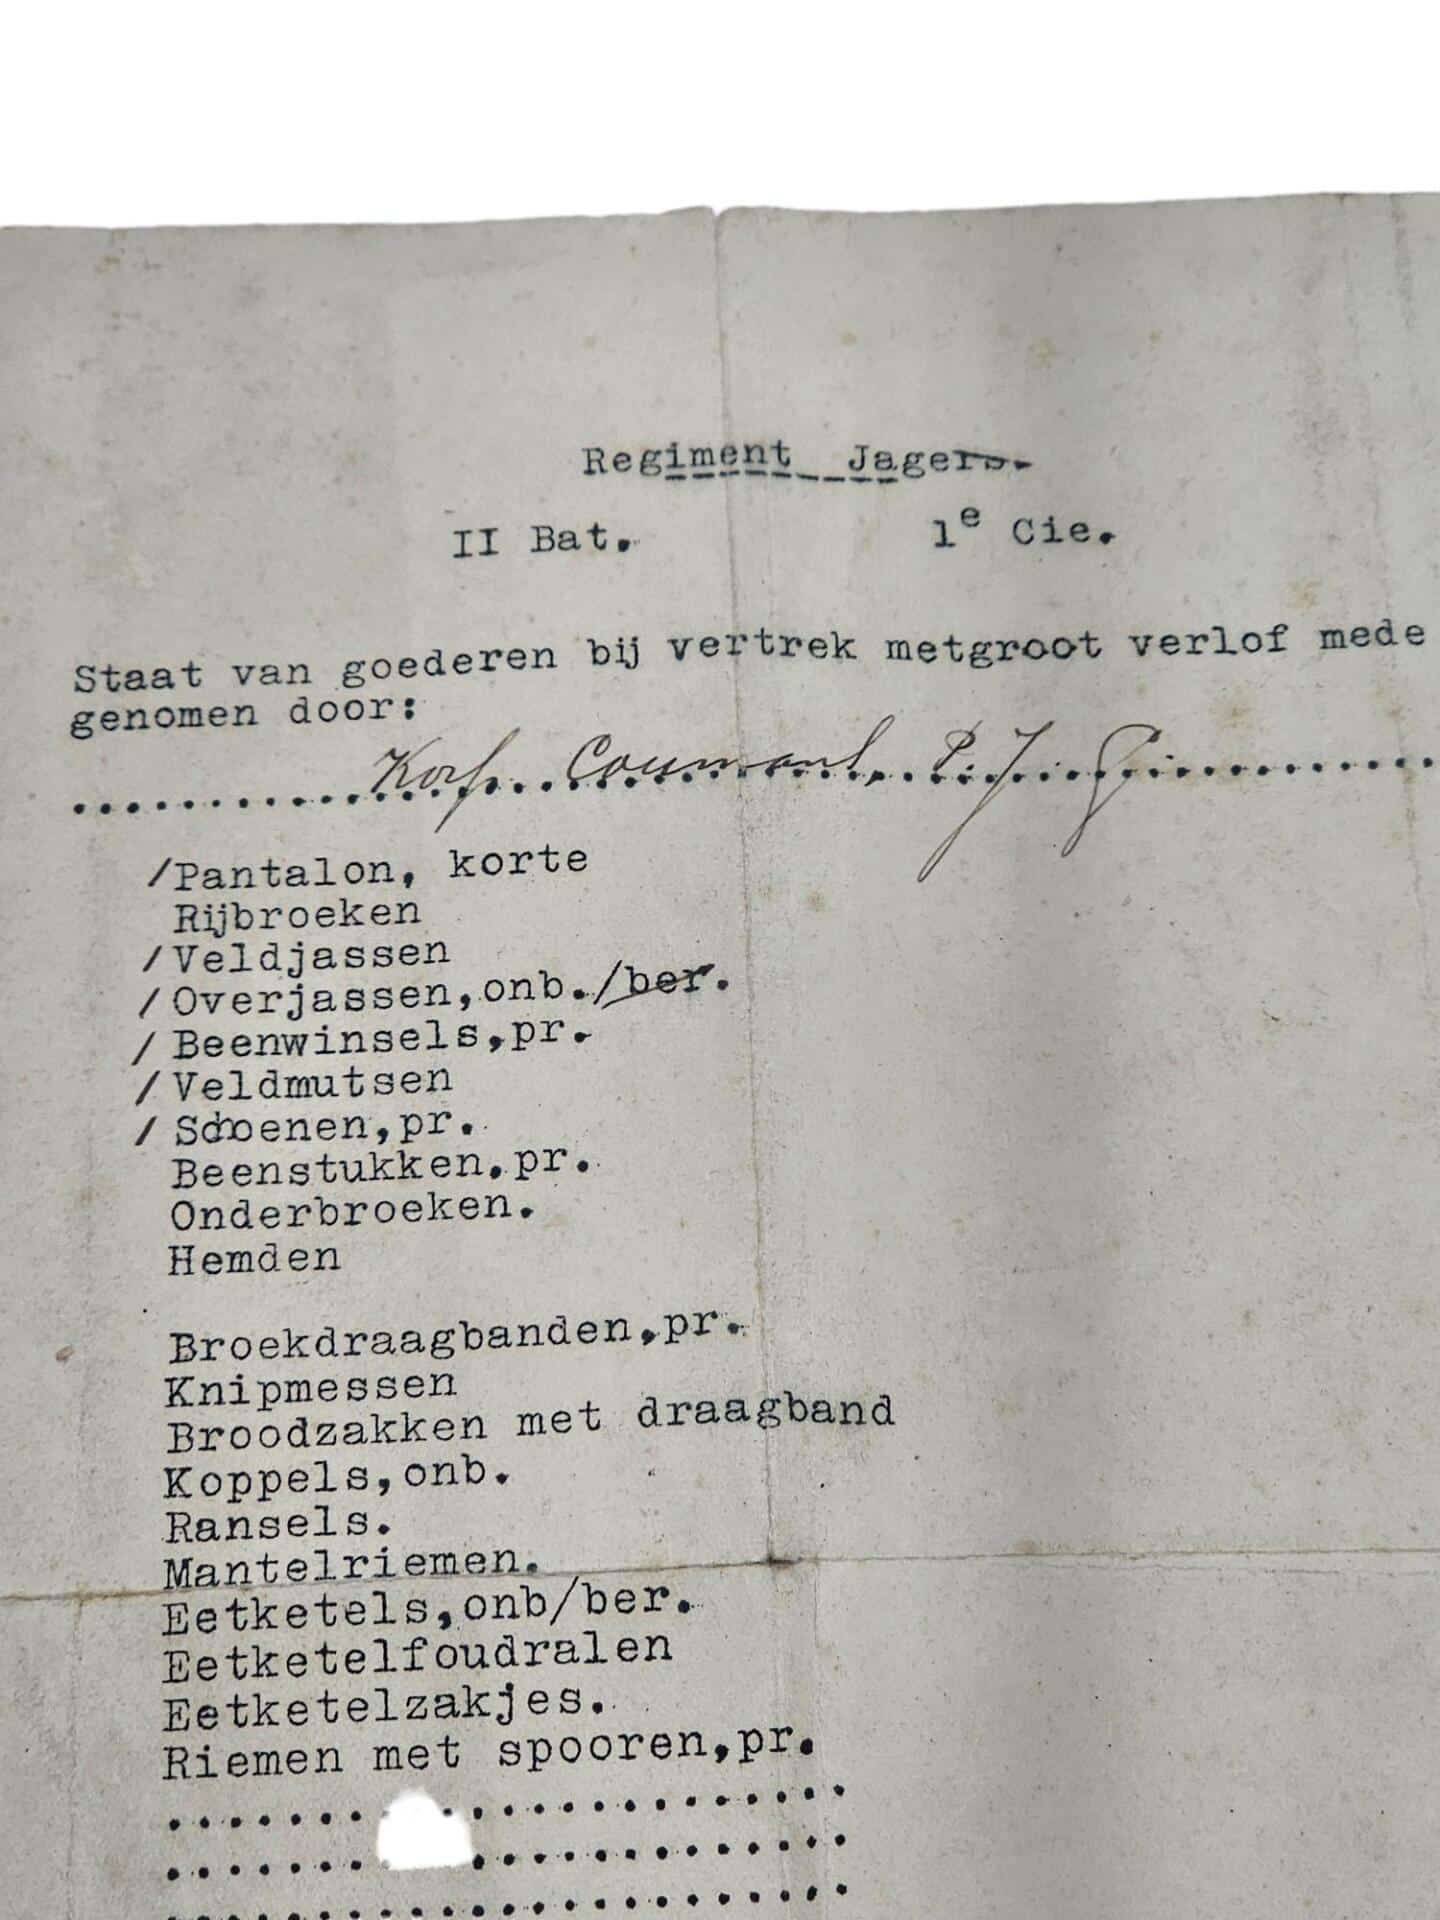 Regiment Jagers.
II Bat. 1e Cie.
Staat van goederen bij vertrek metgroot verlof mede
genomen door:
Korp. Coumont, P. J. G.
/Pantalon, korte
Rijbroeken
/Veldjassen
/Overjassen,onb./ber.
/Beenwinsels,pr.
/Veldmutsen
/Schoenen,pr.
Beenstukken.pr.
Onderbroeken.
Hemden
Broekdraagbanden,pr.
Knipmessen
Broodzakken met draagband
Koppels,onb.
Ransels.
Mantelriemen.
Eetketels,onb/ber.
Eetketelfoudralen
Eetketelzakjes.
Riemen met spooren,pr.